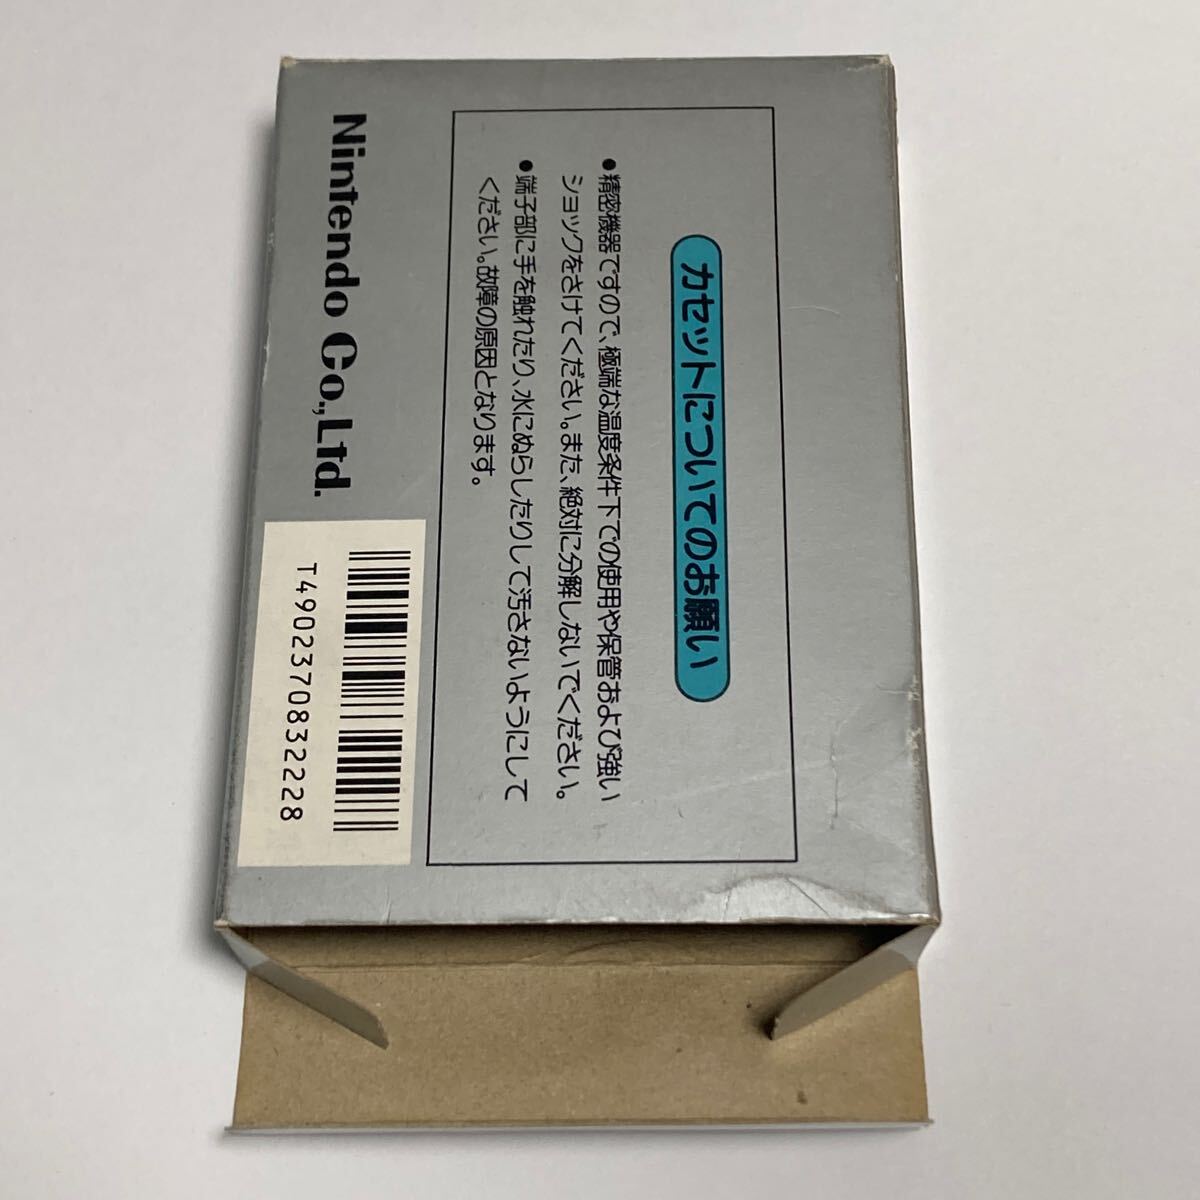 カセットについてのお願い
●精密機器ですので、極端な温度条件下での使用や保管および強い
ショックをさけてください。また、絶対に分解しないでください。
●端子部に手を触れたり、水にぬらしたりして汚さないようにして
ください。故障の原因となります。
Nintendo Co.,Ltd.
T4902370832228